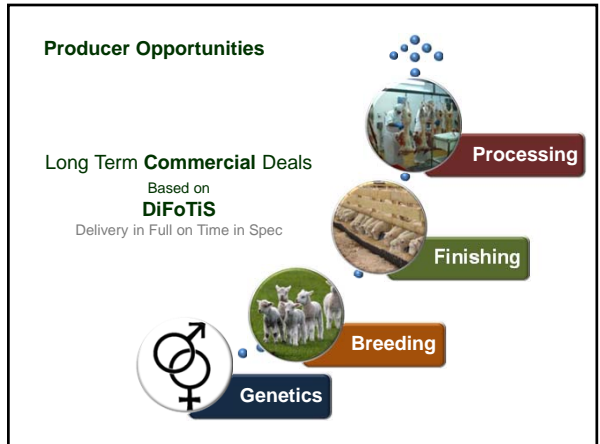 Producer Opportunities
Long Term Commercial Deals
Based on
DiFoTiS
Delivery in Full on Time in Spec
Processing
Finishing
Breeding
Genetics